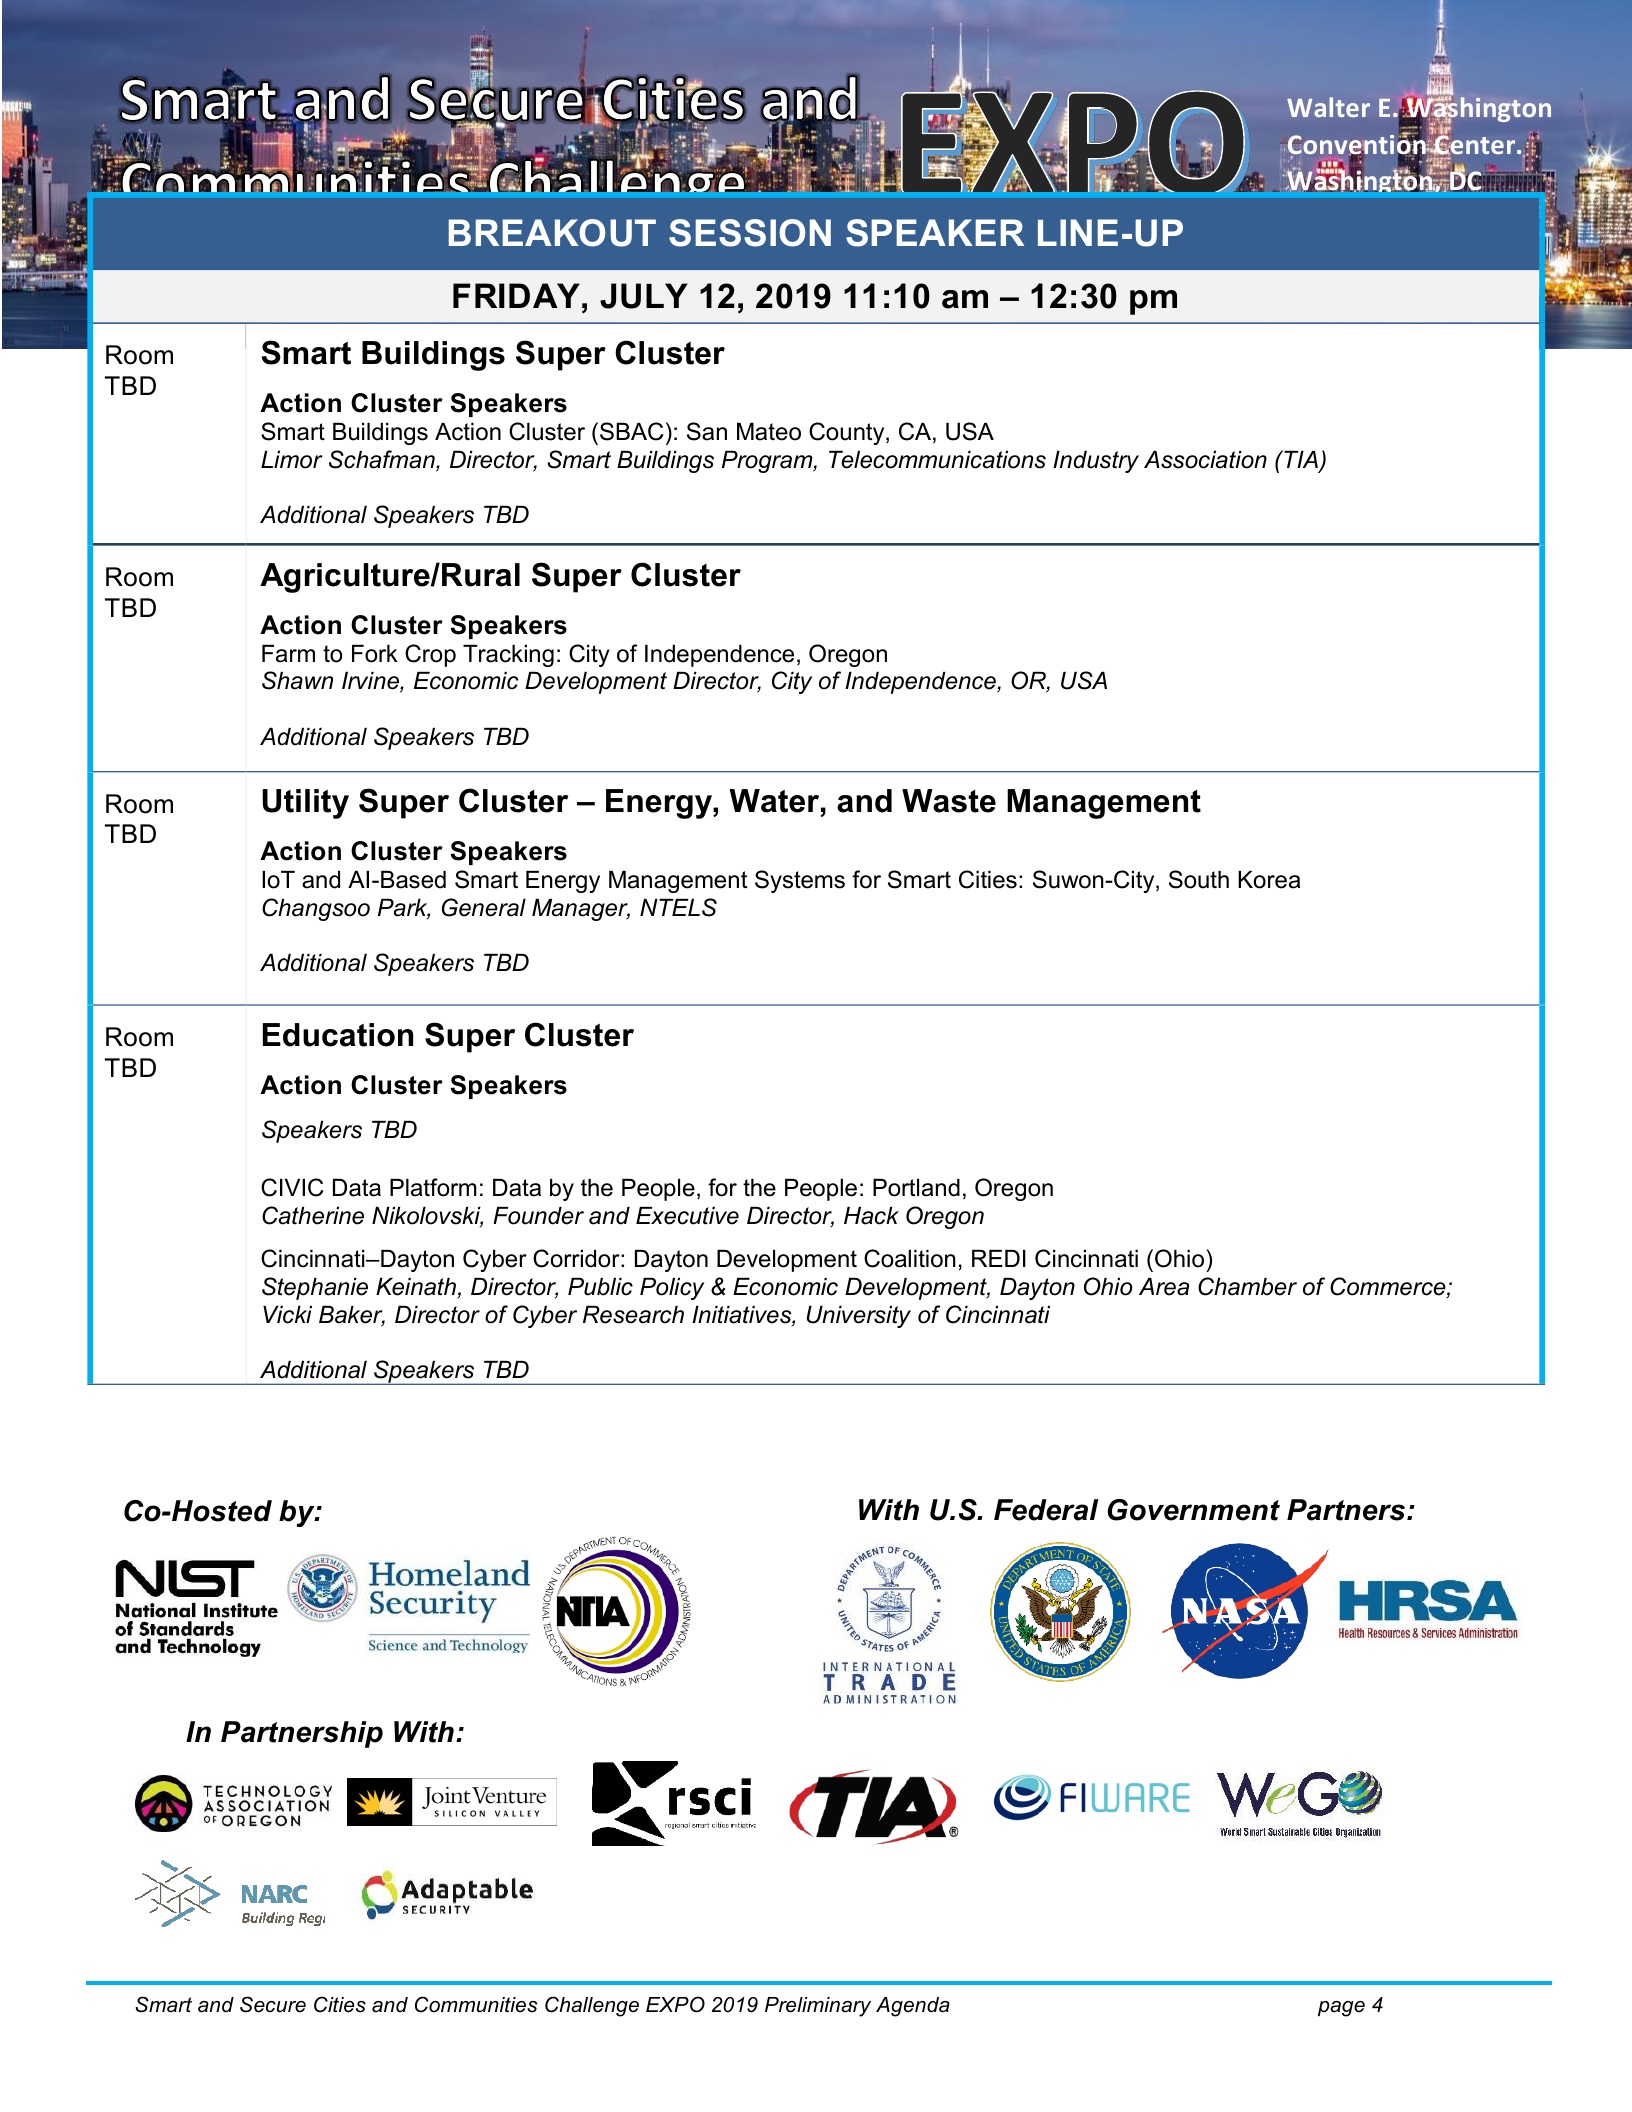 Smart and Secure Cities and
Communities Challenge
EXPO
Walter E. Washington
Convention Center.
Washington, DC
BREAKOUT SESSION SPEAKER LINE-UP
FRIDAY, JULY 12, 2019 11:10 am – 12:30 pm
Room
TBD
Smart Buildings Super Cluster
Action Cluster Speakers
Smart Buildings Action Cluster (SBAC): San Mateo County, CA, USA
Limor Schafman, Director, Smart Buildings Program, Telecommunications Industry Association (TIA)
Additional Speakers TBD
Room
TBD
Agriculture/Rural Super Cluster
Action Cluster Speakers
Farm to Fork Crop Tracking: City of Independence, Oregon
Shawn Irvine, Economic Development Director, City of Independence, OR, USA
Additional Speakers TBD
Room
TBD
Utility Super Cluster – Energy, Water, and Waste Management
Action Cluster Speakers
IoT and AI-Based Smart Energy Management Systems for Smart Cities: Suwon-City, South Korea
Changsoo Park, General Manager, NTELS
Additional Speakers TBD
Room
TBD
Education Super Cluster
Action Cluster Speakers
Speakers TBD
CIVIC Data Platform: Data by the People, for the People: Portland, Oregon
Catherine Nikolovski, Founder and Executive Director, Hack Oregon
Cincinnati–Dayton Cyber Corridor: Dayton Development Coalition, REDI Cincinnati (Ohio)
Stephanie Keinath, Director, Public Policy & Economic Development, Dayton Ohio Area Chamber of Commerce;
Vicki Baker, Director of Cyber Research Initiatives, University of Cincinnati
Additional Speakers TBD
Co-Hosted by:
NIST
National Institute
of Standards
and Technology
U.S. DEPARTMENT OF
HOMELAND SECURITY
Homeland
Security
Science and Technology
U.S. DEPARTMENT OF COMMERCE
NATIONAL TELECOMMUNICATIONS & INFORMATION ADMINISTRATION
NTIA
With U.S. Federal Government Partners:
DEPARTMENT OF COMMERCE
UNITED STATES OF AMERICA
INTERNATIONAL
TRADE
ADMINISTRATION
DEPARTMENT OF STATE
UNITED STATES OF AMERICA
NASA
HRSA
Health Resources & Services Administration
In Partnership With:
TECHNOLOGY
ASSOCIATION
OF OREGON
Joint Venture
SILICON VALLEY
rsci
regional smart cities initiative
TIA®
FIWARE
WeGO
World Smart Sustainable Cities Organization
NARC
Building Regi
Adaptable
SECURITY
Smart and Secure Cities and Communities Challenge EXPO 2019 Preliminary Agenda
page 4